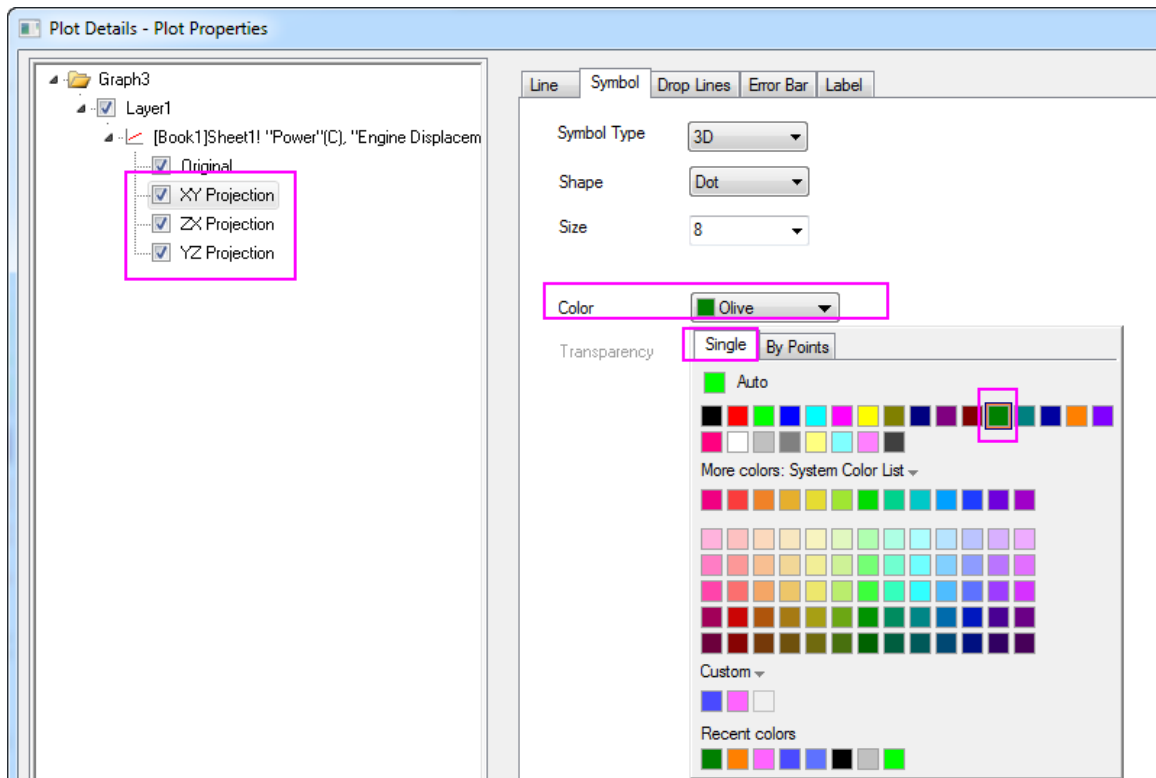 Plot Details - Plot Properties
Graph3
Layer1
[Book1]Sheet1! "Power"(C), "Engine Displacem
Original
XY Projection
ZX Projection
YZ Projection
Line Symbol Drop Lines Error Bar Label
Symbol Type 3D
Shape Dot
Size 8
Color Olive
Transparency
Single By Points
Auto
More colors: System Color List
Custom
Recent colors